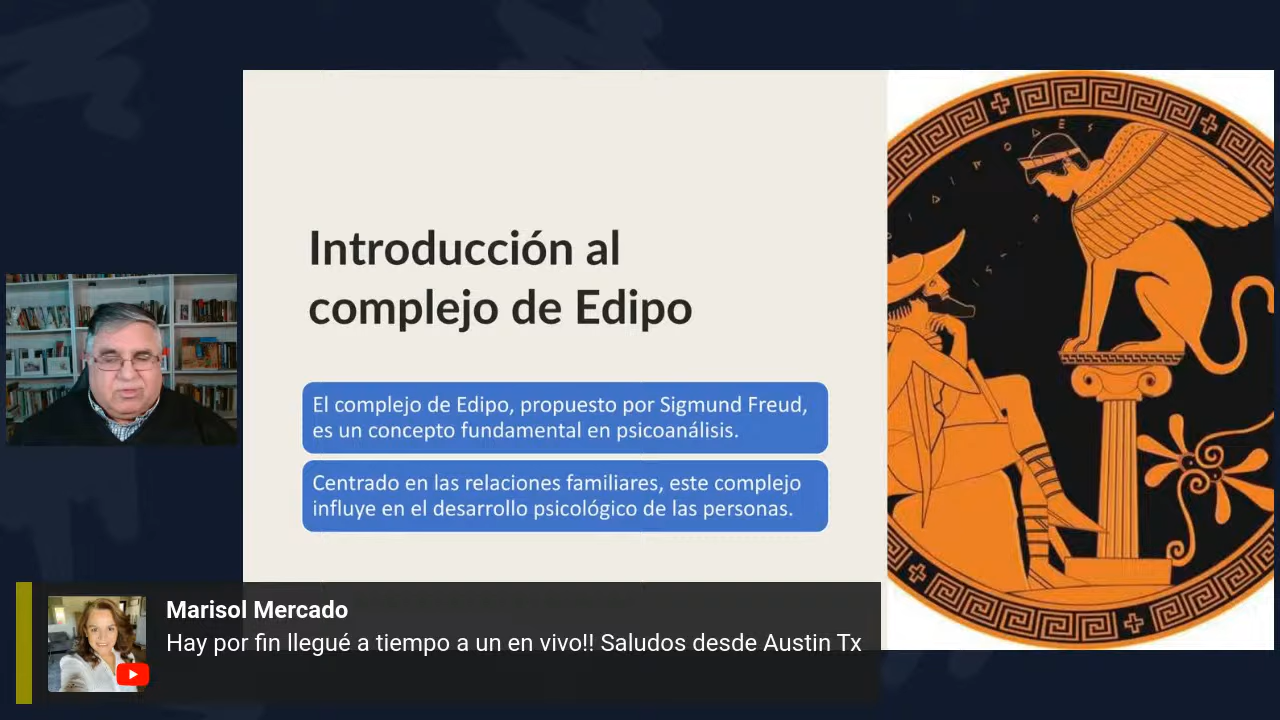 Introducción al
complejo de Edipo
El complejo de Edipo, propuesto por Sigmund Freud,
es un concepto fundamental en psicoanálisis.
Centrado en las relaciones familiares, este complejo
influye en el desarrollo psicológico de las personas.
Marisol Mercado
Hay por fin llegué a tiempo a un en vivo!! Saludos desde Austin Tx